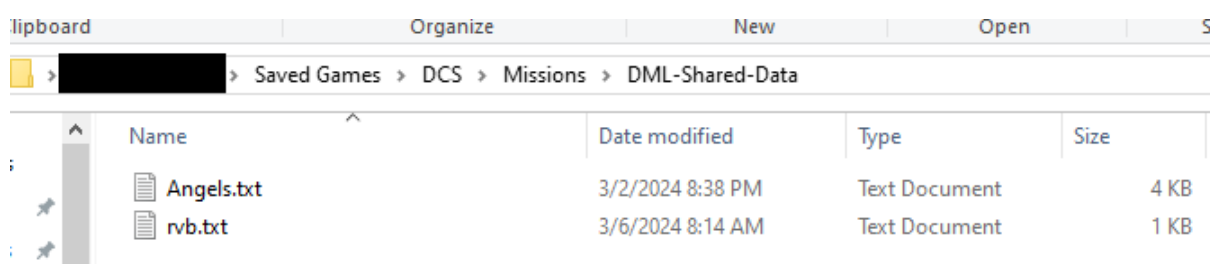 lipboard Organize New Open S
> > Saved Games > DCS > Missions > DML-Shared-Data
Name Date modified Type Size
s
Angels.txt 3/2/2024 8:38 PM Text Document 4 KB
rvb.txt 3/6/2024 8:14 AM Text Document 1 KB
s